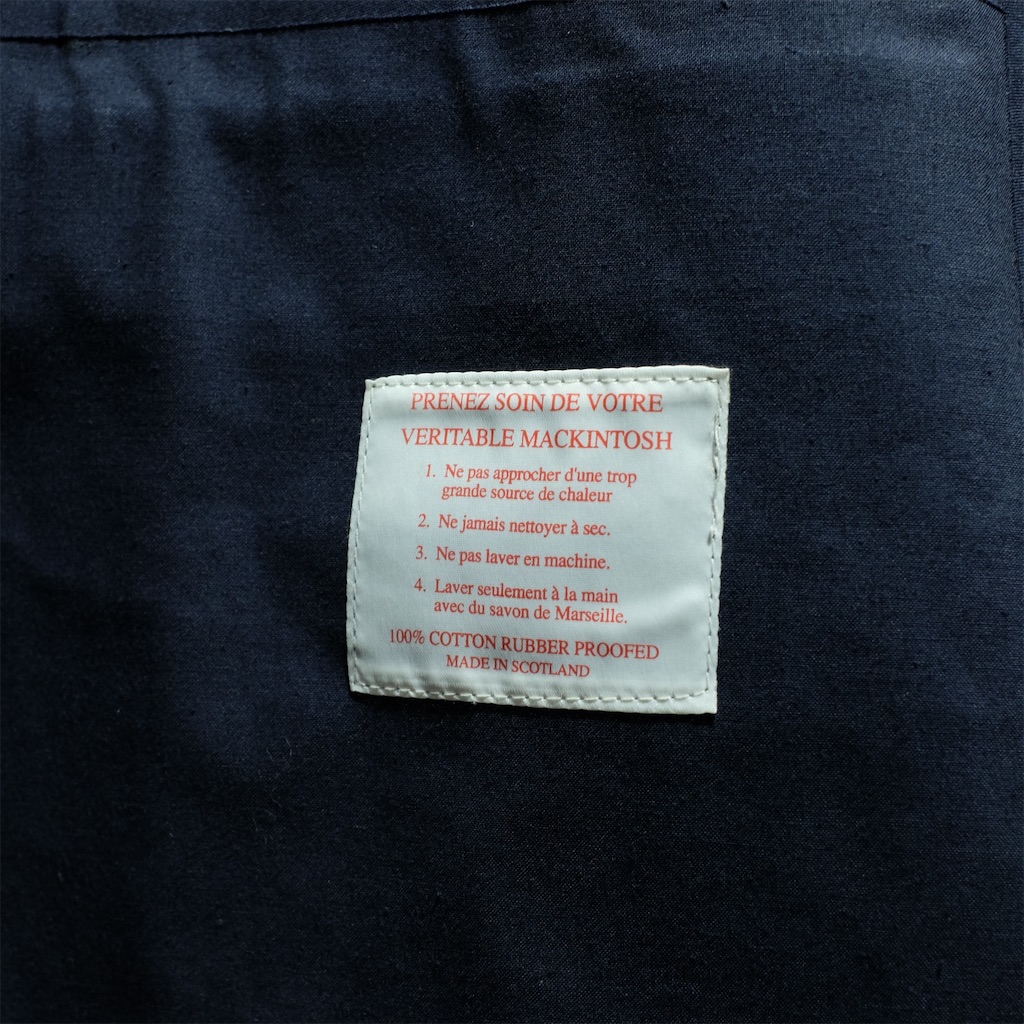 PRENEZ SOIN DE VOTRE
VERITABLE MACKINTOSH
1. Ne pas approcher d'une trop
grande source de chaleur
2. Ne jamais nettoyer à sec.
3. Ne pas laver en machine.
4. Laver seulement à la main
avec du savon de Marseille.
100% COTTON RUBBER PROOFED
MADE IN SCOTLAND